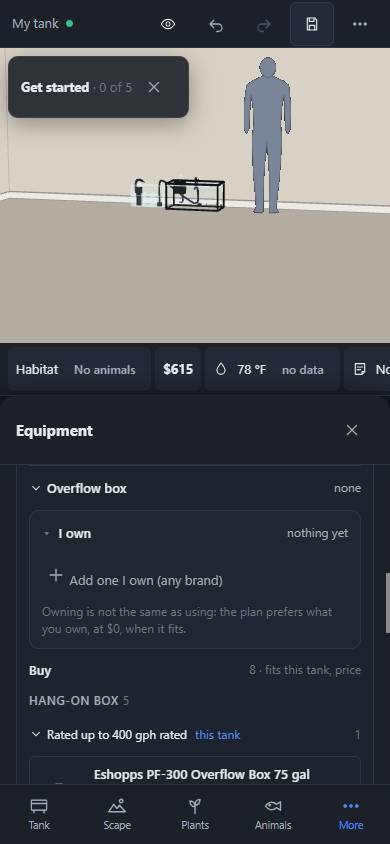 My tank
Get started · 0 of 5
Habitat No animals $615 78 °F no data No
Equipment
Overflow box none
I own nothing yet
Add one I own (any brand)
Owning is not the same as using: the plan prefers what
you own, at $0, when it fits.
Buy 8 · fits this tank, price
HANG-ON BOX 5
Rated up to 400 gph rated this tank 1
Eshopps PF-300 Overflow Box 75 gal
Tank Scape Plants Animals More